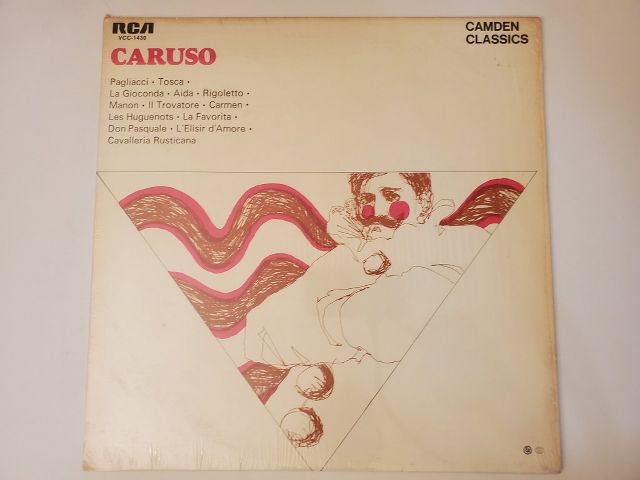 RCA
VCC-1430
CAMDEN
CLASSICS
CARUSO
Pagliacci • Tosca •
La Gioconda • Aida • Rigoletto •
Manon • Il Trovatore • Carmen •
Les Huguenots • La Favorita •
Don Pasquale • L'Elisir d'Amore •
Cavalleria Rusticana